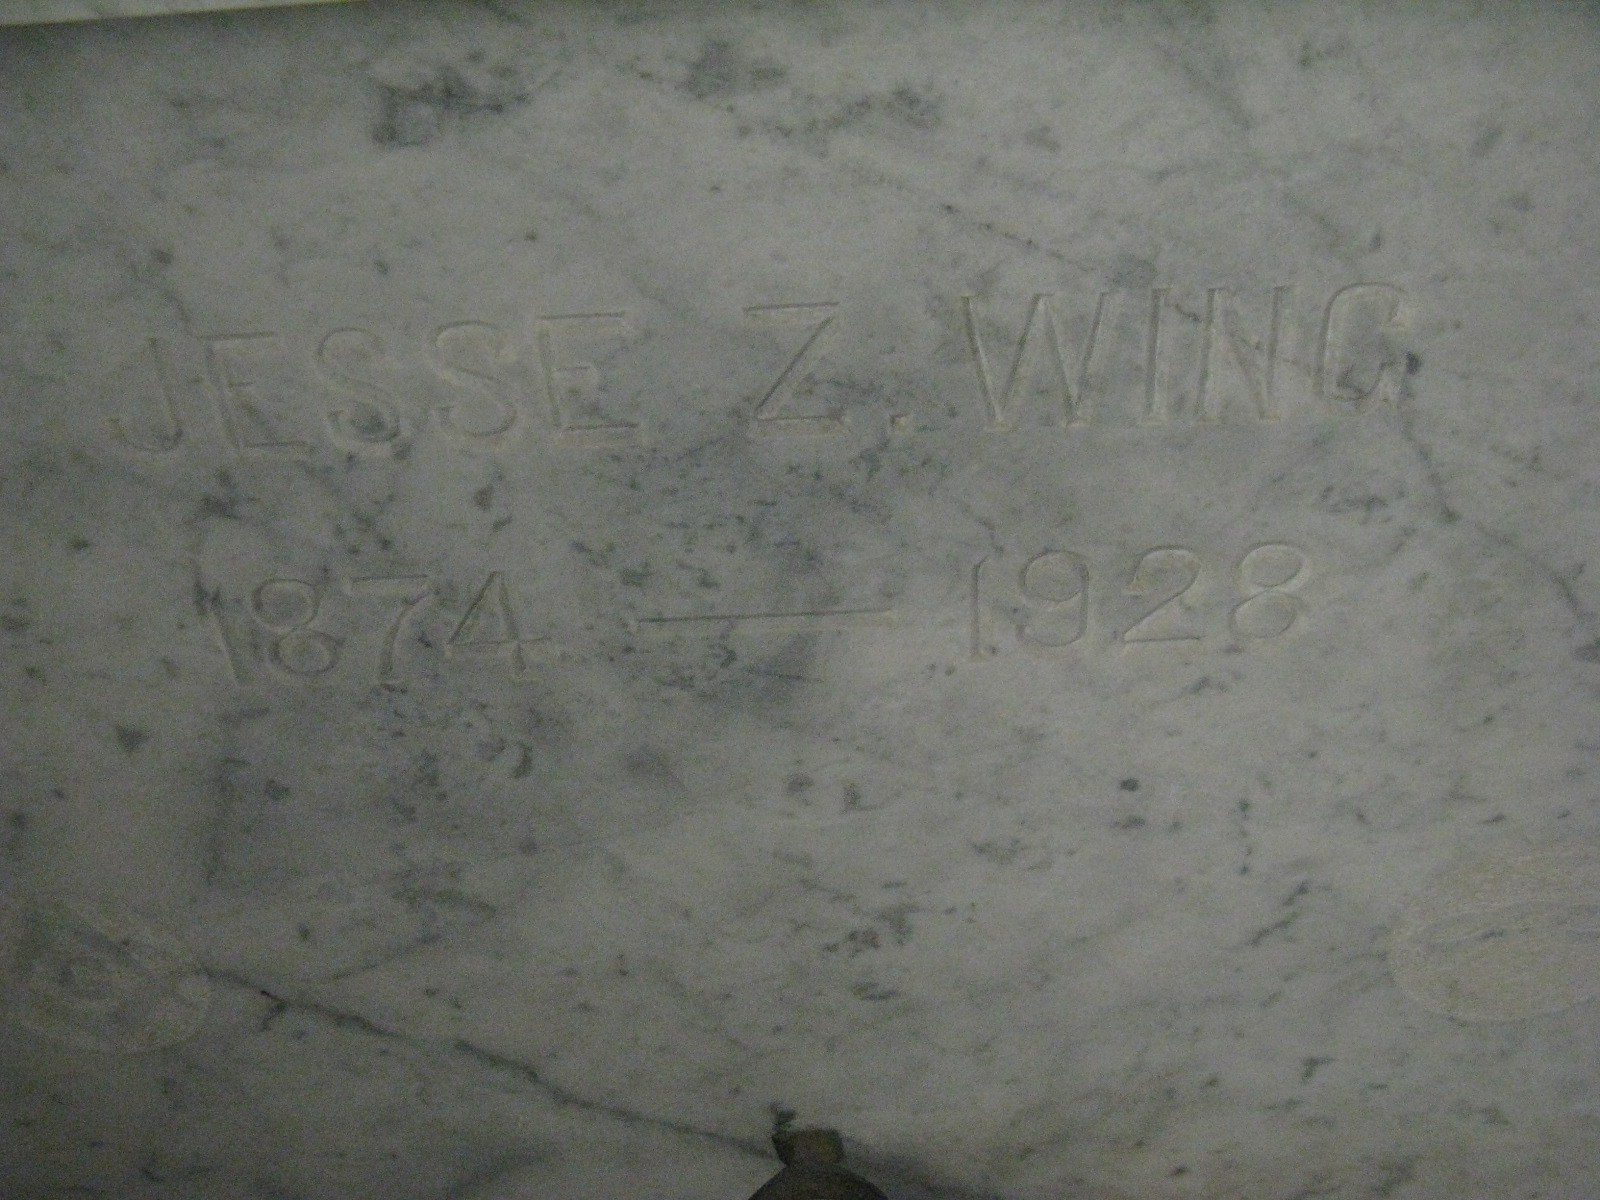 JESSE Z. WING
1874 — 1928